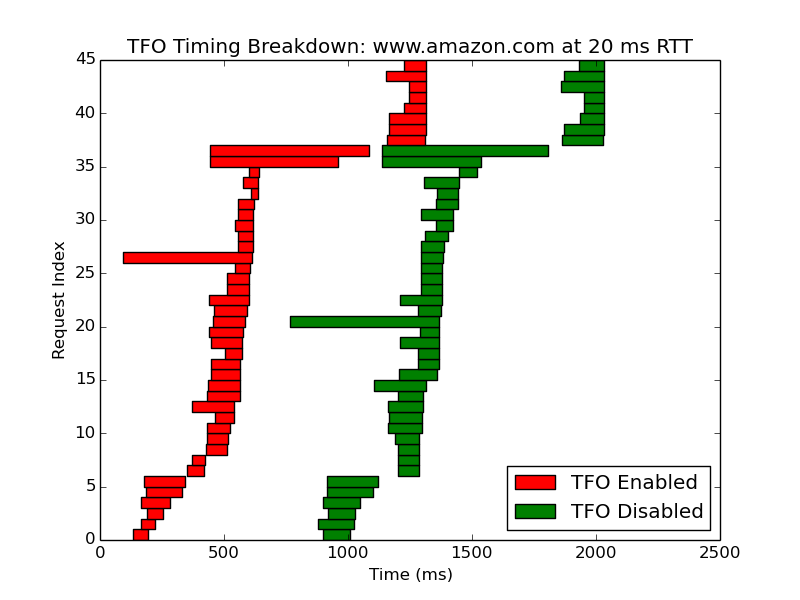 TFO Timing Breakdown: www.amazon.com at 20 ms RTT
45
40
35
30
25
20
15
10
5
0
Request Index
0 500 1000 1500 2000 2500
Time (ms)
TFO Enabled
TFO Disabled